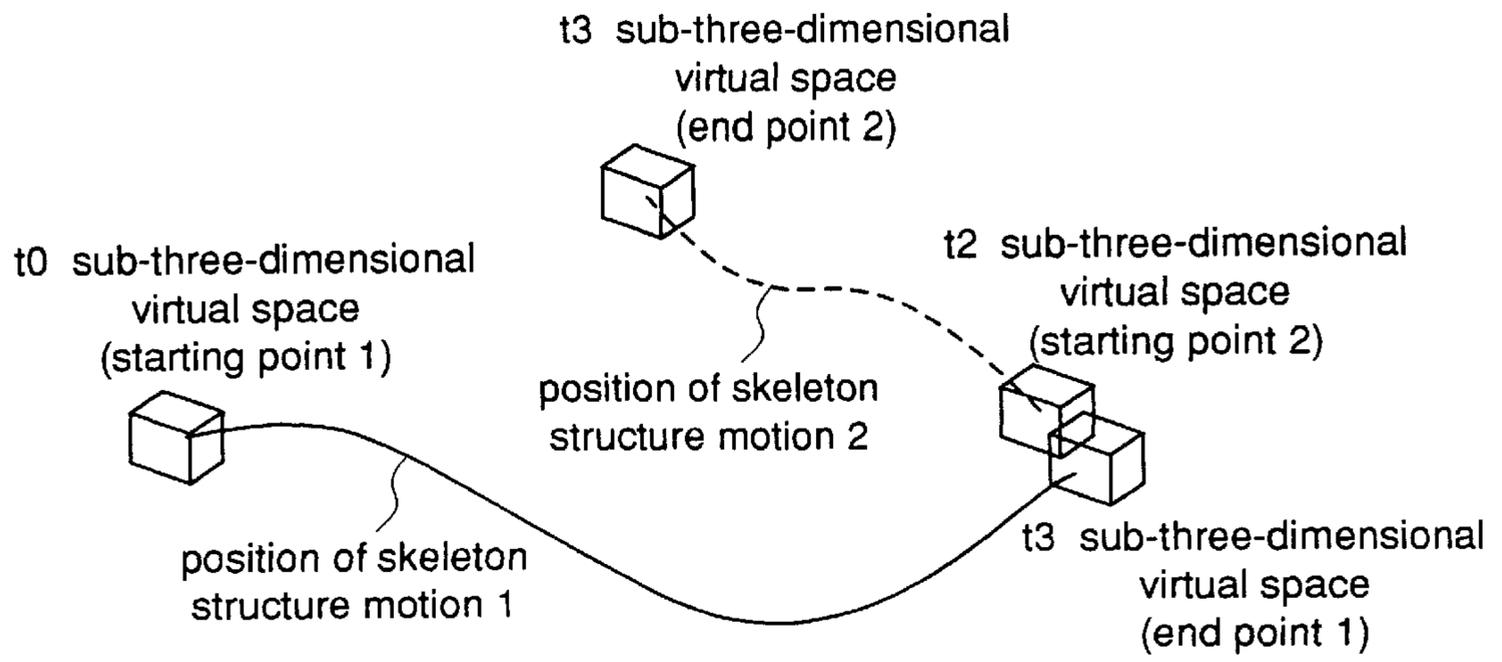 t3 sub-three-dimensional
virtual space
(end point 2)
t0 sub-three-dimensional
virtual space
(starting point 1)
t2 sub-three-dimensional
virtual space
(starting point 2)
position of skeleton
structure motion 2
position of skeleton
structure motion 1
t3 sub-three-dimensional
virtual space
(end point 1)